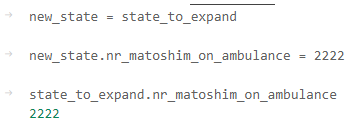 new_state = state_to_expand
new_state.nr_matoshim_on_ambulance = 2222
state_to_expand.nr_matoshim_on_ambulance
2222